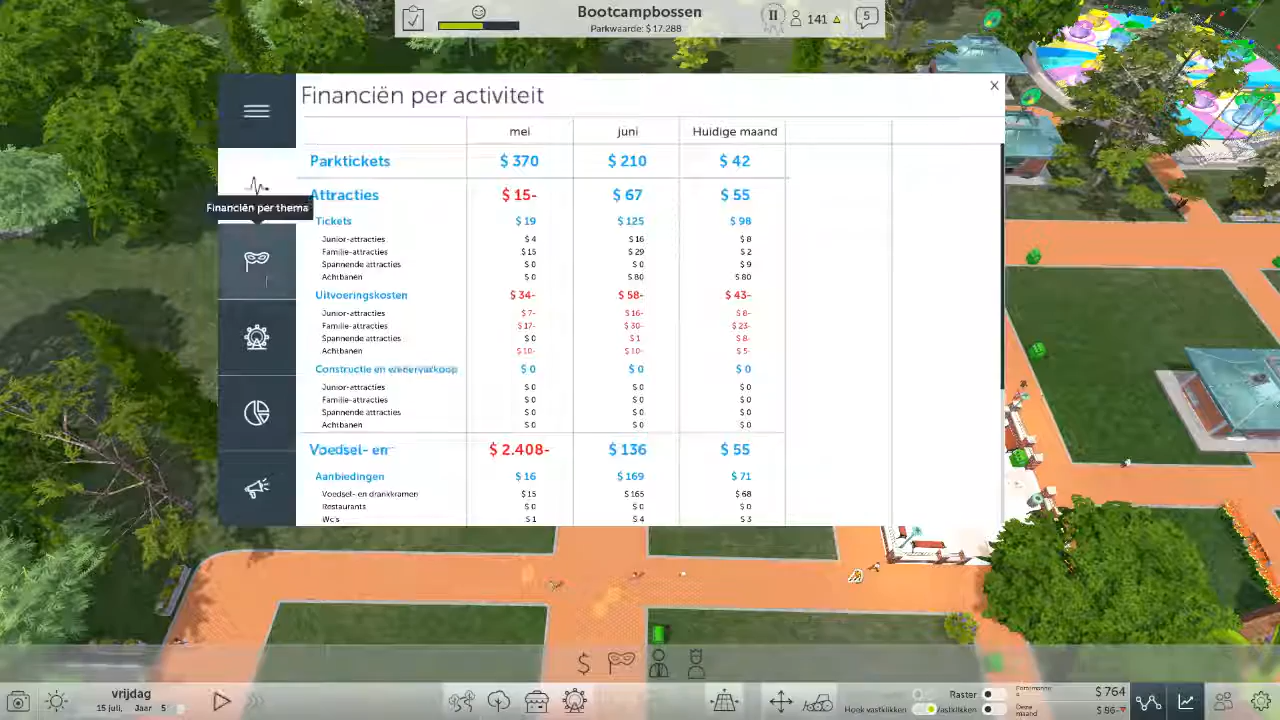 Bootcampbossen
Parkwaarde: $ 17.288
141
5
Financiën per activiteit
X
mei juni Huidige maand
Parktickets $ 370 $ 210 $ 42
Attracties $ 15- $ 67 $ 55
Financiën per thema
Tickets $ 19 $ 125 $ 98
Junior-attracties $ 4 $ 16 $ 8
Familie-attracties $ 15 $ 29 $ 2
Spannende attracties $ 0 $ 0 $ 9
Achtbanen $ 0 $ 80 $ 80
Uitvoeringskosten $ 34- $ 58- $ 43-
Junior-attracties $ 7- $ 16- $ 8-
Familie-attracties $ 17- $ 30- $ 23-
Spannende attracties $ 0 $ 1 $ 8-
Achtbanen $ 10- $ 10- $ 5-
Constructie en wederverkoop $ 0 $ 0 $ 0
Junior-attracties $ 0 $ 0 $ 0
Familie-attracties $ 0 $ 0 $ 0
Spannende attracties $ 0 $ 0 $ 0
Achtbanen $ 0 $ 0 $ 0
Voedsel- en $ 2.408- $ 136 $ 55
Aanbiedingen $ 16 $ 169 $ 71
Voedsel- en drankkramen $ 15 $ 165 $ 68
Restaurants $ 0 $ 0 $ 0
Wc's $ 1 $ 4 $ 3
vrijdag
15 juli, Jaar 5
Raster
Hoek vastklikken
Vastklikken
$ 764
Deze maand $ 96-